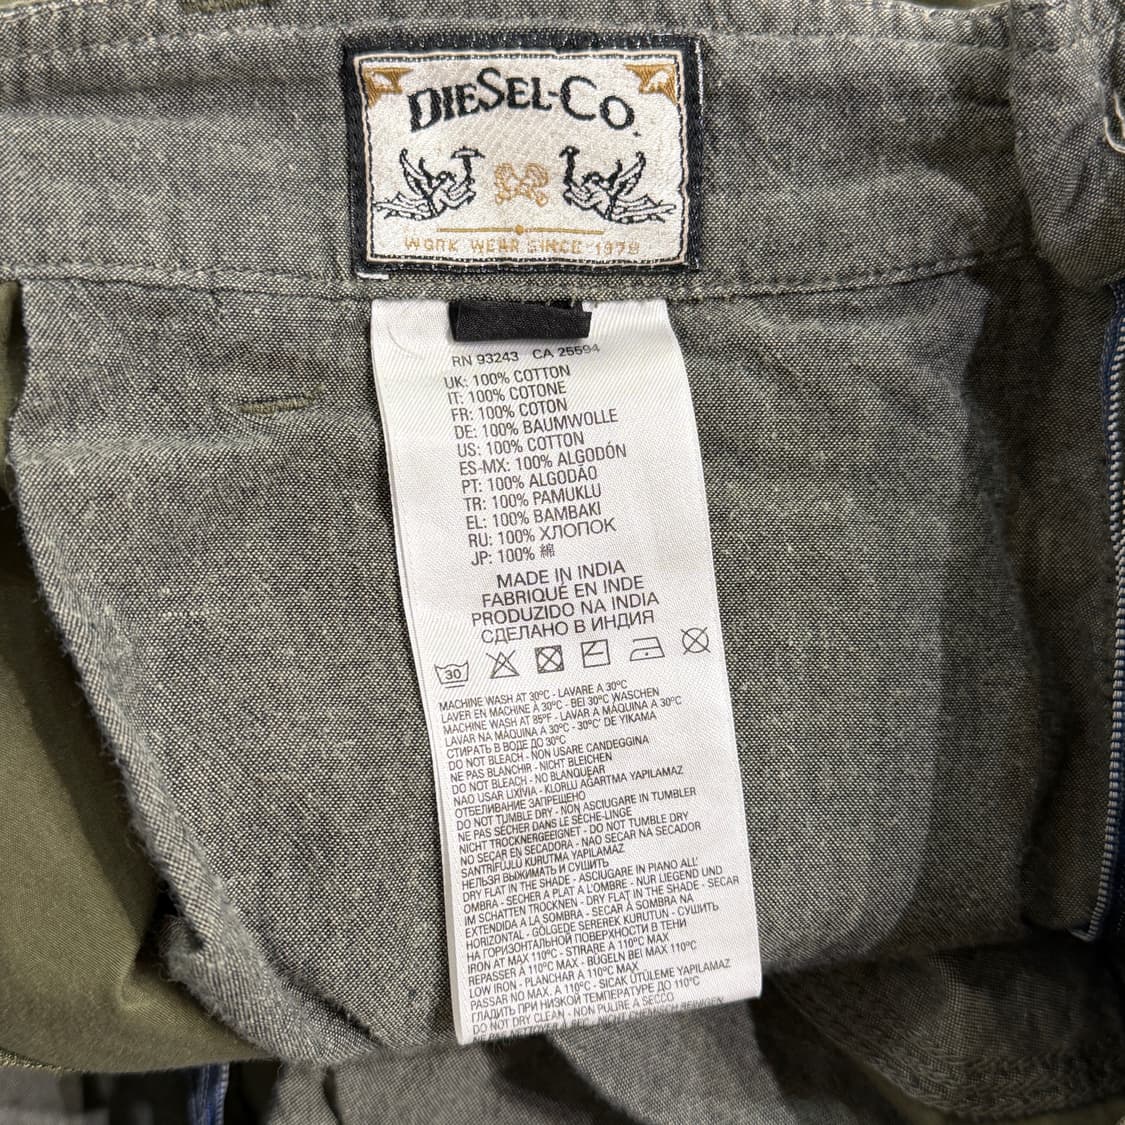 DIESEL-CO.
WORK WEAR SINCE 1978
RN 93243 CA 25594
UK: 100% COTTON
IT: 100% COTONE
FR: 100% COTON
DE: 100% BAUMWOLLE
US: 100% COTTON
ES-MX: 100% ALGODÓN
PT: 100% ALGODÃO
TR: 100% PAMUKLU
EL: 100% BAMBAKI
RU: 100% ХЛОПОК
JP: 100% 綿
MADE IN INDIA
FABRIQUÉ EN INDE
PRODUZIDO NA INDIA
СДЕЛАНО В ИНДИЯ
30
MACHINE WASH AT 30°C - LAVARE A 30°C
LAVER EN MACHINE A 30°C - BEI 30°C WASCHEN
MACHINE WASH AT 85°F - LAVAR A MAQUINA A 30°C
LAVAR NA MÁQUINA A 30°C - 30°C' DE YIKAMA
СТИРАТЬ В ВОДЕ ДО 30°C
DO NOT BLEACH - NON USARE CANDEGGINA
NE PAS BLANCHIR - NICHT BLEICHEN
DO NOT BLEACH - NO BLANQUEAR
NAO USAR LIXÍVIA - KLORLU AĞARTMA YAPILAMAZ
ОТБЕЛИВАНИЕ ЗАПРЕЩЕНО
DO NOT TUMBLE DRY - NON ASCIUGARE IN TUMBLER
NE PAS SÉCHER DANS LE SÈCHE-LINGE
NICHT TROCKNERGEEIGNET - DO NOT TUMBLE DRY
NO SEÇAR EN SECADORA - NAO SECAR NA SECADOR
SANTRİFÜJLÜ KURUTMA YAPILAMAZ
НЕЛЬЗЯ ВЫЖИМАТЬ И СУШИТЬ
DRY FLAT IN THE SHADE - ASCIUGARE IN PIANO ALL'
OMBRA - SECHER A PLAT A L'OMBRE - NUR LIEGEND UND
IM SCHATTEN TROCKNEN - DRY FLAT IN THE SHADE - SECAR
EXTENDIDA A LA SOMBRA - SECAR À SOMBRA NA
HORIZONTAL - GÖLGEDE SEREREK KURUTUN - СУШИТЬ
НА ГОРИЗОНТАЛЬНОЙ ПОВЕРХНОСТИ В ТЕНИ
IRON AT MAX 110°C - STIRARE A 110°C MAX
REPASSER A 110°C MAX - BÜGELN BEI MAX 110°C
LOW IRON - PLANCHAR A 110°C MAX
PASSAR NO MAX. A 110°C - SICAK ÜTÜLEME YAPILAMAZ
ГЛАДИТЬ ПРИ НИЗКОЙ ТЕМПЕРАТУРЕ ДО 110°C
DO NOT DRY CLEAN - NON PULIRE A SECCO